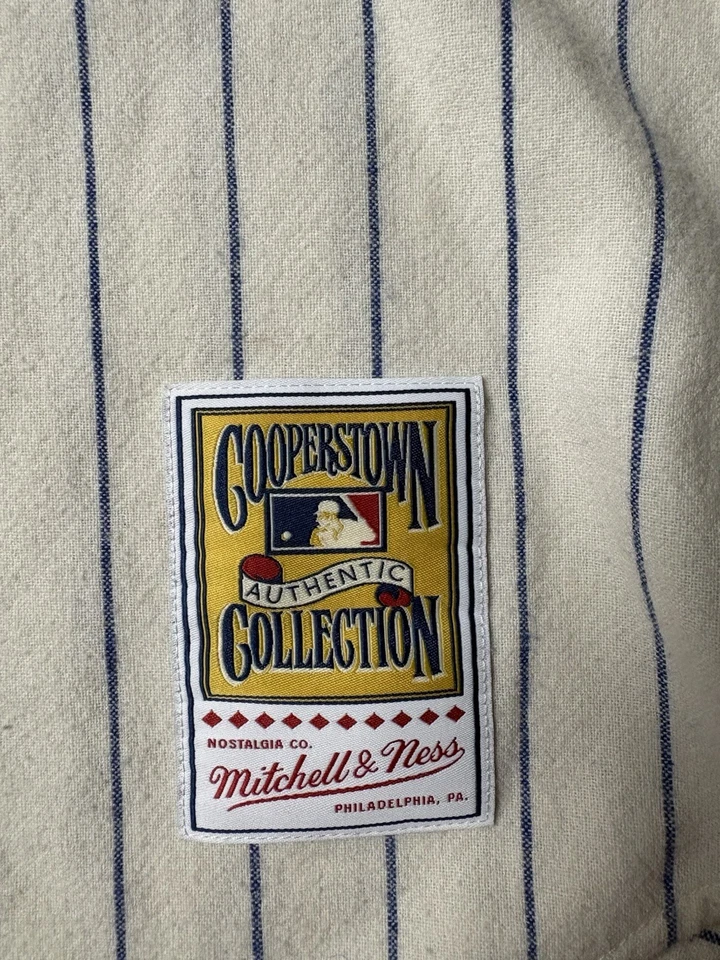 COOPERSTOWN
AUTHENTIC
COLLECTION
NOSTALGIA CO.
Mitchell & Ness
PHILADELPHIA, PA.